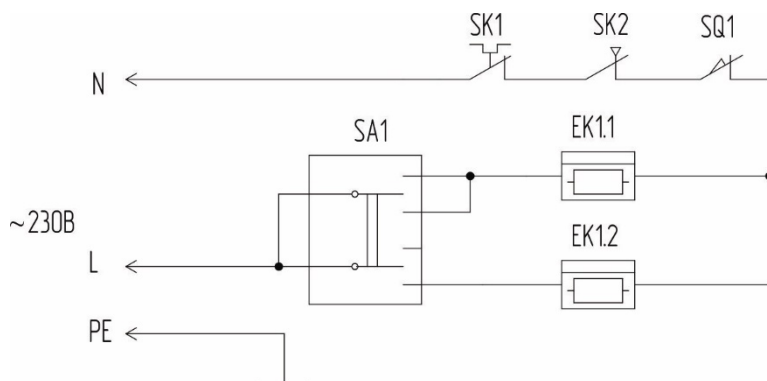 SK1 SK2 SQ1
N
SA1 EK1.1
~230В
EK1.2
L
PE